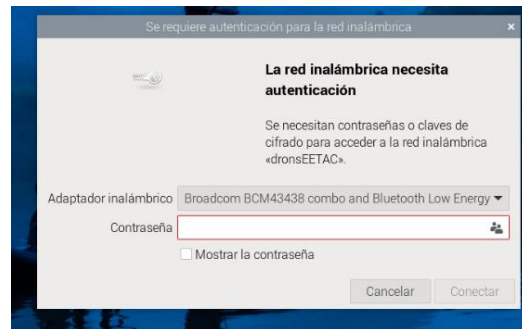 Se requiere autenticación para la red inalámbrica
La red inalámbrica necesita
autenticación
Se necesitan contraseñas o claves de
cifrado para acceder a la red inalámbrica
«dronsEETAC».
Adaptador inalámbrico Broadcom BCM43438 combo and Bluetooth Low Energy
Contraseña
Mostrar la contraseña
Cancelar Conectar